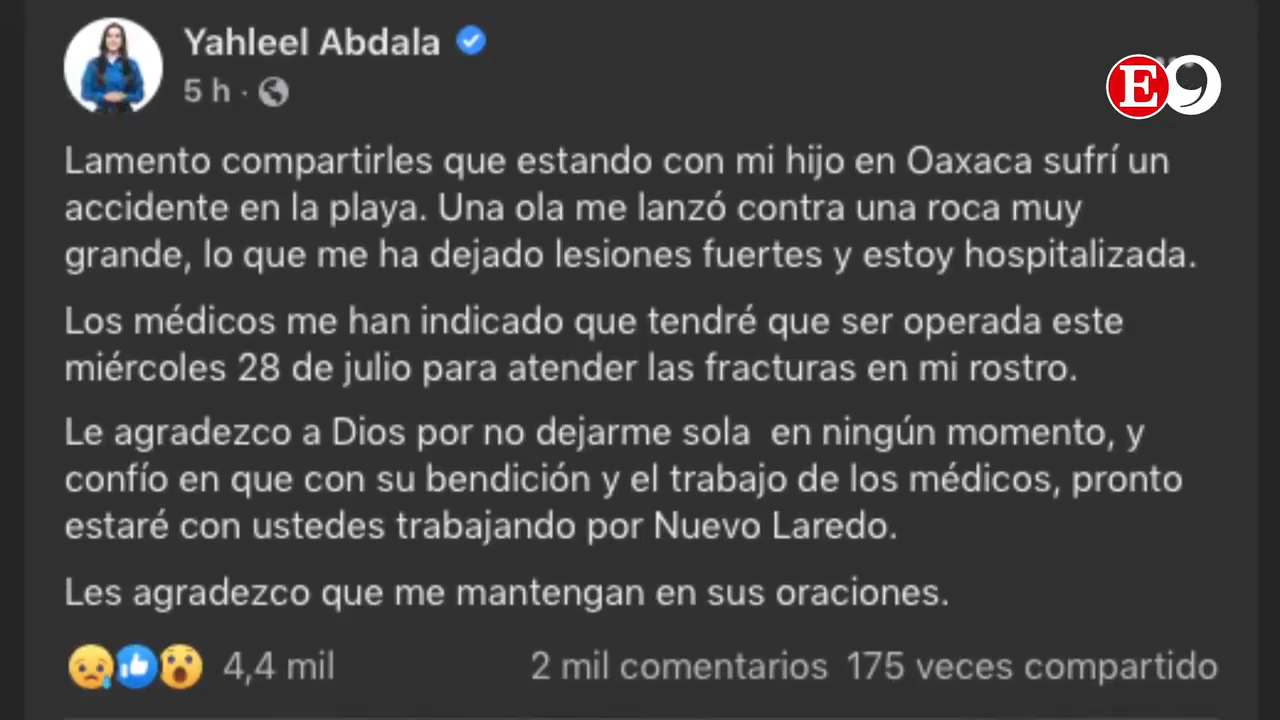 Yahleel Abdala
5 h ·
E9
Lamento compartirles que estando con mi hijo en Oaxaca sufrí un
accidente en la playa. Una ola me lanzó contra una roca muy
grande, lo que me ha dejado lesiones fuertes y estoy hospitalizada.
Los médicos me han indicado que tendré que ser operada este
miércoles 28 de julio para atender las fracturas en mi rostro.
Le agradezco a Dios por no dejarme sola  en ningún momento, y
confío en que con su bendición y el trabajo de los médicos, pronto
estaré con ustedes trabajando por Nuevo Laredo.
Les agradezco que me mantengan en sus oraciones.
4,4 mil 2 mil comentarios 175 veces compartido